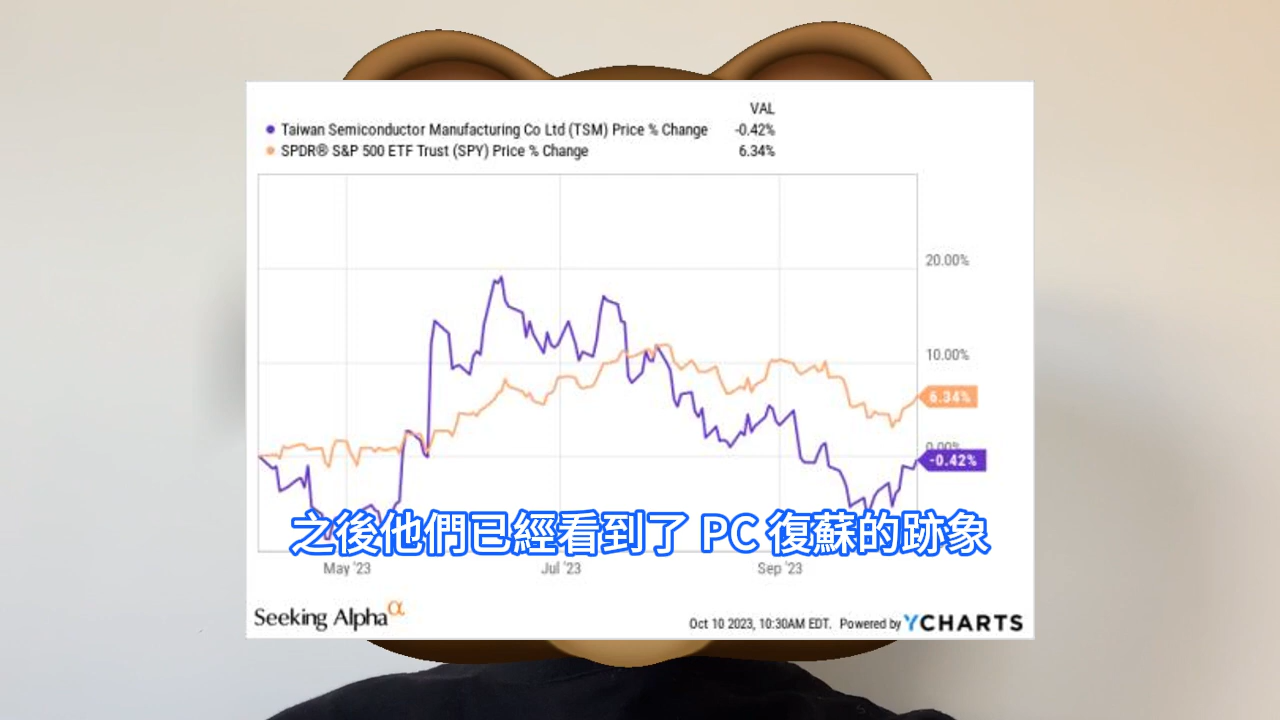 VAL
Taiwan Semiconductor Manufacturing Co Ltd (TSM) Price % Change -0.42%
SPDR® S&P 500 ETF Trust (SPY) Price % Change 6.34%
20.00%
10.00%
6.34%
0.00%
-0.42%
之後他們已經看到了 PC 復蘇的跡象
May '23 Jul '23 Sep '23
Seeking Alpha α
Oct 10 2023, 10:30AM EDT. Powered by YCHARTS